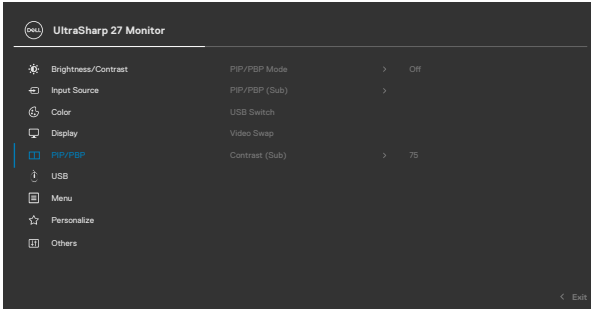 DELL UltraSharp 27 Monitor
Brightness/Contrast PIP/PBP Mode > Off
Input Source PIP/PBP (Sub) >
Color USB Switch
Display Video Swap
PIP/PBP Contrast (Sub) > 75
USB
Menu
Personalize
Others
< Exit